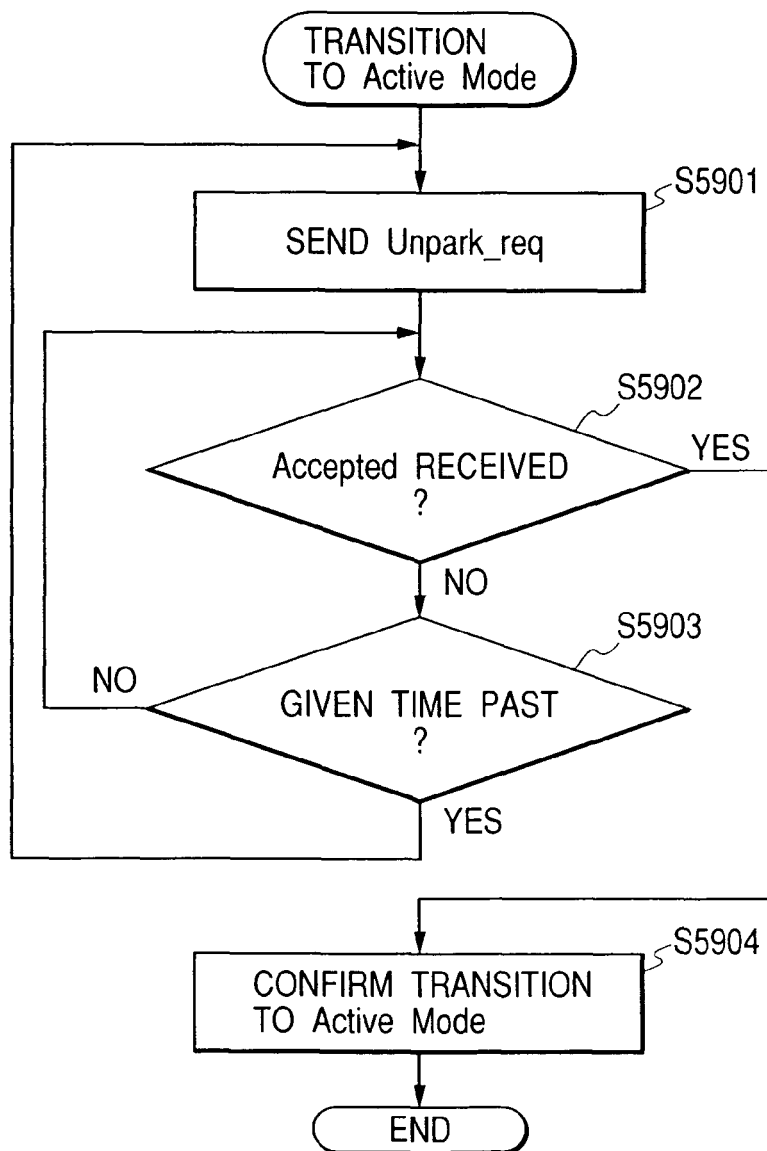 TRANSITION
TO Active Mode
S5901
SEND Unpark_req
S5902
Accepted RECEIVED
?
YES
NO
S5903
NO
GIVEN TIME PAST
?
YES
S5904
CONFIRM TRANSITION
TO Active Mode
END